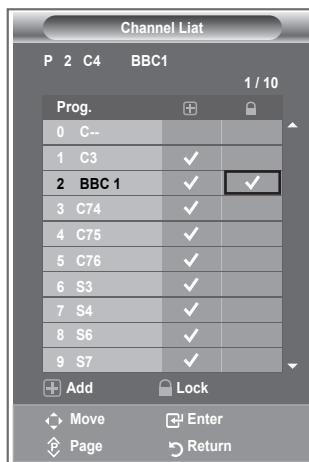 Channel Liat
P 2 C4 BBC1
1 / 10
Prog.
0 C--
1 C3
2 BBC 1
3 C74
4 C75
5 C76
6 S3
7 S4
8 S6
9 S7
Add Lock
Move Enter
P Page Return